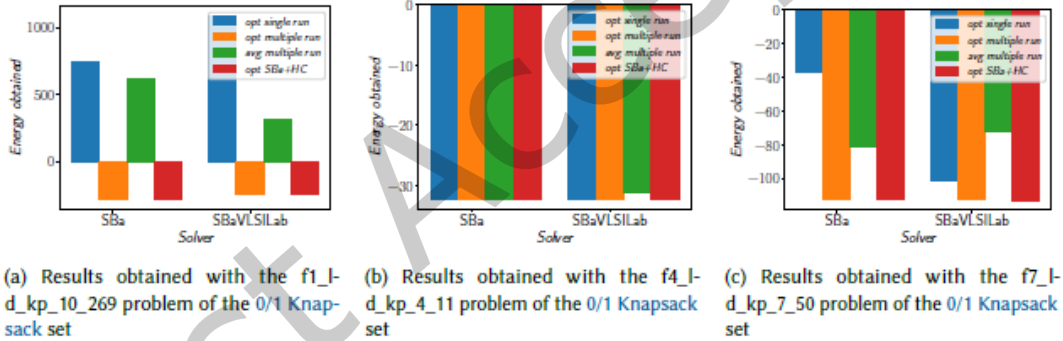 1000
500
0
Energy obtained
opt single run
opt multiple run
avg multiple run
opt SBa+HC
SBa
SBaVLSILab
Solver
0
−10
−20
−30
Energy obtained
opt single run
opt multiple run
avg multiple run
opt SBa+HC
SBa
SBaVLSILab
Solver
0
−20
−40
−60
−80
−100
Energy obtained
opt single run
opt multiple run
avg multiple run
opt SBa+HC
SBa
SBaVLSILab
Solver
(a) Results obtained with the f1_l-
d_kp_10_269 problem of the 0/1 Knap-
sack set
(b) Results obtained with the f4_l-
d_kp_4_11 problem of the 0/1 Knapsack
set
(c) Results obtained with the f7_l-
d_kp_7_50 problem of the 0/1 Knapsack
set